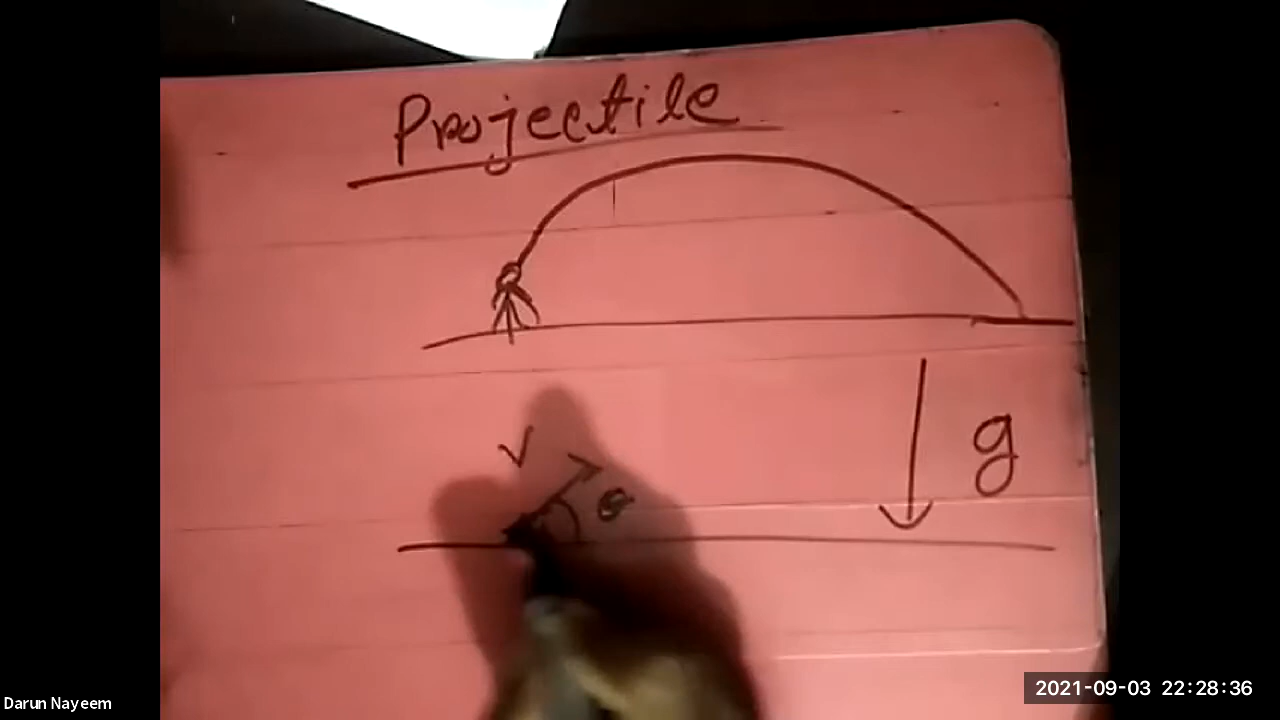 Projectile
g
v
θ
Darun Nayeem
2021-09-03 22:28:36